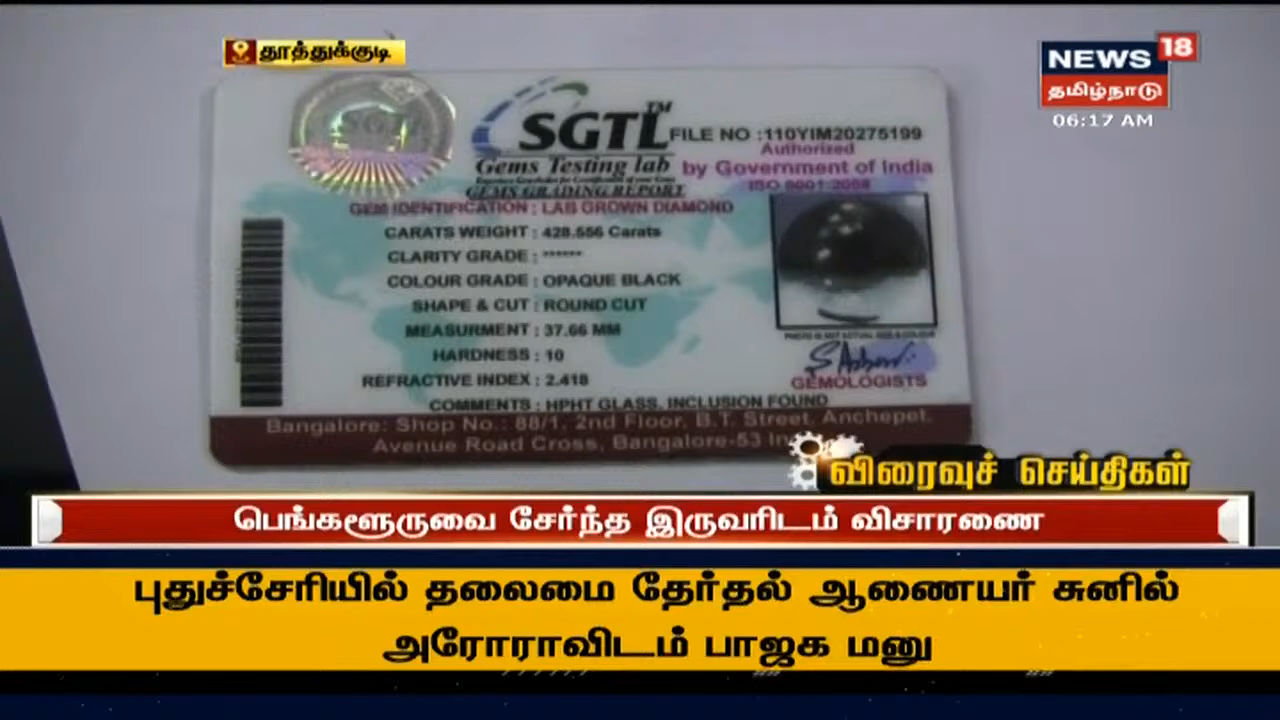 தூத்துக்குடி
NEWS 18
தமிழ்நாடு
06:17 AM
SGTL™
Gems Testing lab
GEMS GRADING REPORT
FILE NO :110YIM20275199
Authorized
by Government of India
ISO 9001:2008
GEM IDENTIFICATION : LAB GROWN DIAMOND
CARATS WEIGHT : 428.556 Carats
CLARITY GRADE : ******
COLOUR GRADE : OPAQUE BLACK
SHAPE & CUT : ROUND CUT
MEASURMENT : 37.66 MM
HARDNESS : 10
REFRACTIVE INDEX : 2.418
COMMENTS : HPHT GLASS, INCLUSION FOUND
GEMOLOGISTS
Bangalore: Shop No.: 88/1, 2nd Floor, B.T. Street, Anchepet,
Avenue Road Cross, Bangalore-53
விரைவுச் செய்திகள்
பெங்களூருவை சேர்ந்த இருவரிடம் விசாரணை
புதுச்சேரியில் தலைமை தேர்தல் ஆணையர் சுனில்
அரோராவிடம் பாஜக மனு